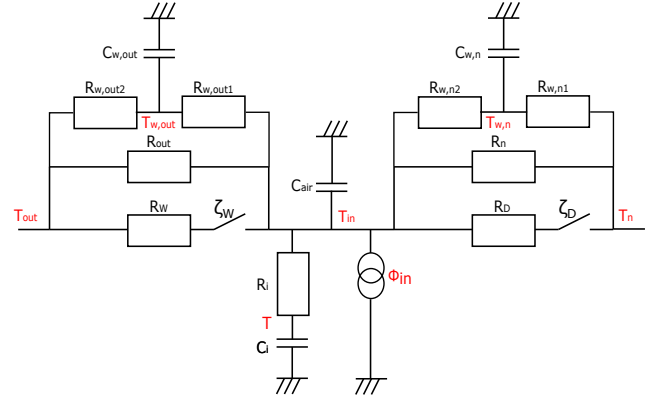 Cw,out
Cw,n
Rw,out2
Rw,out1
Rw,n2
Rw,n1
Tw,out
Tw,n
Rout
Rn
Cair
Tout
RW
ζW
Tin
RD
ζD
Tn
Ri
Φin
T
Ci